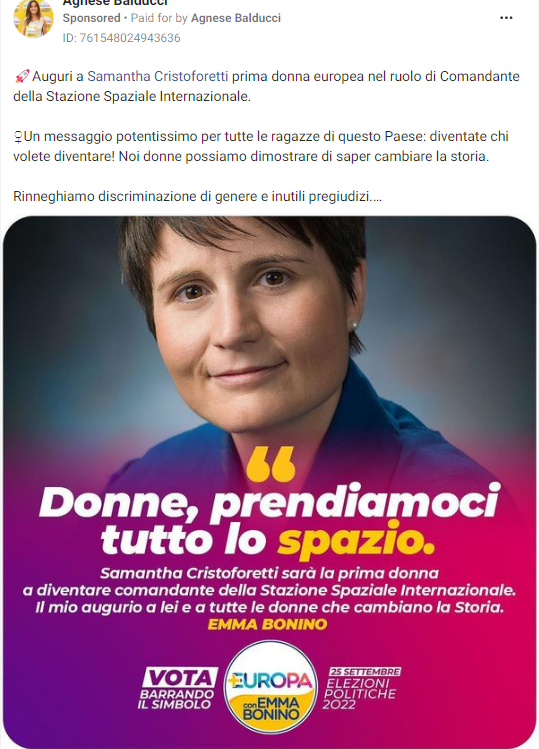 Agnese Balducci
Sponsored • Paid for by Agnese Balducci
ID: 761548024943636
🚀Auguri a Samantha Cristoforetti prima donna europea nel ruolo di Comandante
della Stazione Spaziale Internazionale.
Un messaggio potentissimo per tutte le ragazze di questo Paese: diventate chi
volete diventare! Noi donne possiamo dimostrare di saper cambiare la storia.
Rinneghiamo discriminazione di genere e inutili pregiudizi....
“
Donne, prendiamoci
tutto lo spazio.
Samantha Cristoforetti sarà la prima donna
a diventare comandante della Stazione Spaziale Internazionale.
Il mio augurio a lei e a tutte le donne che cambiano la Storia.
EMMA BONINO
VOTA
BARRANDO
IL SIMBOLO
+EUROPA
con EMMA
BONINO
25 SETTEMBRE
ELEZIONI
POLITICHE
2022